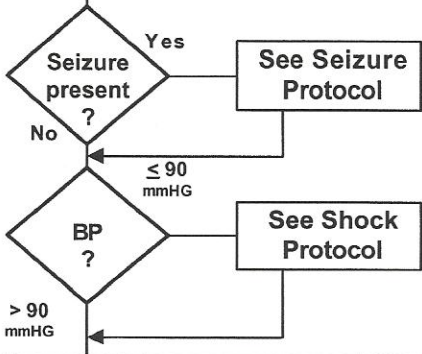 Yes
Seizure
present
?
See Seizure
Protocol
No
≤ 90
mmHG
BP
?
See Shock
Protocol
> 90
mmHG